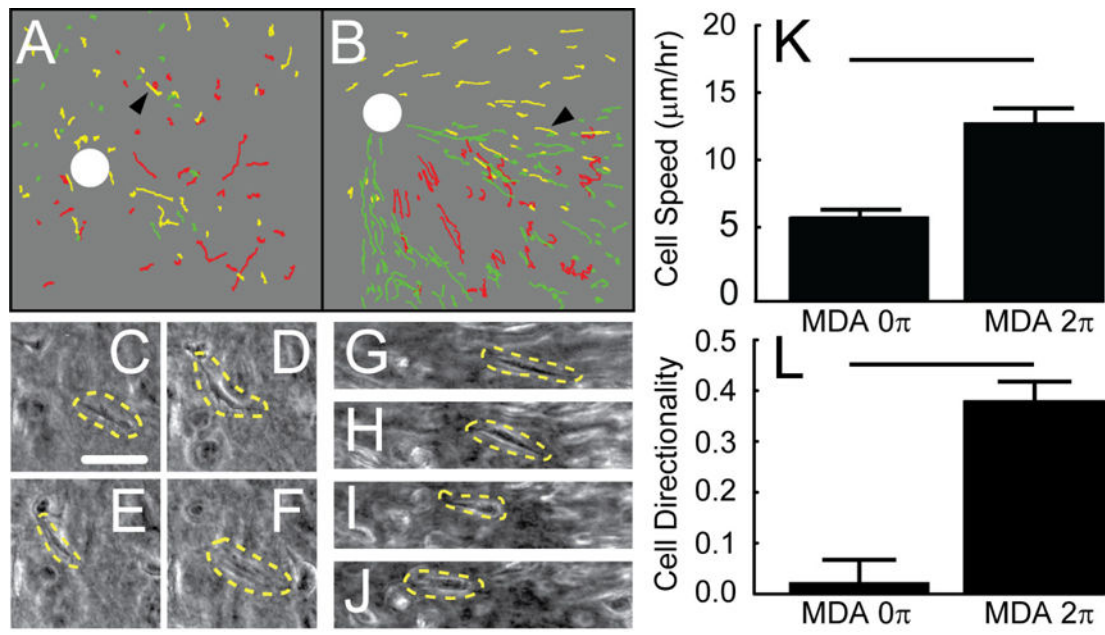 A
B
C
D
E
F
G
H
I
J
K
Cell Speed (μm/hr)
20
15
10
5
0
MDA 0π MDA 2π
L
Cell Directionality
0.5
0.4
0.3
0.2
0.1
0.0
MDA 0π MDA 2π